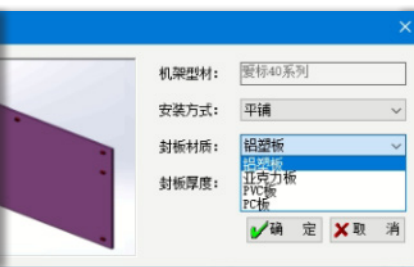 机架型材： 爱标40系列
安装方式： 平铺
封板材质： 铝塑板
铝塑板
亚克力板
封板厚度：
PVC板
PC板
确 定 取 消